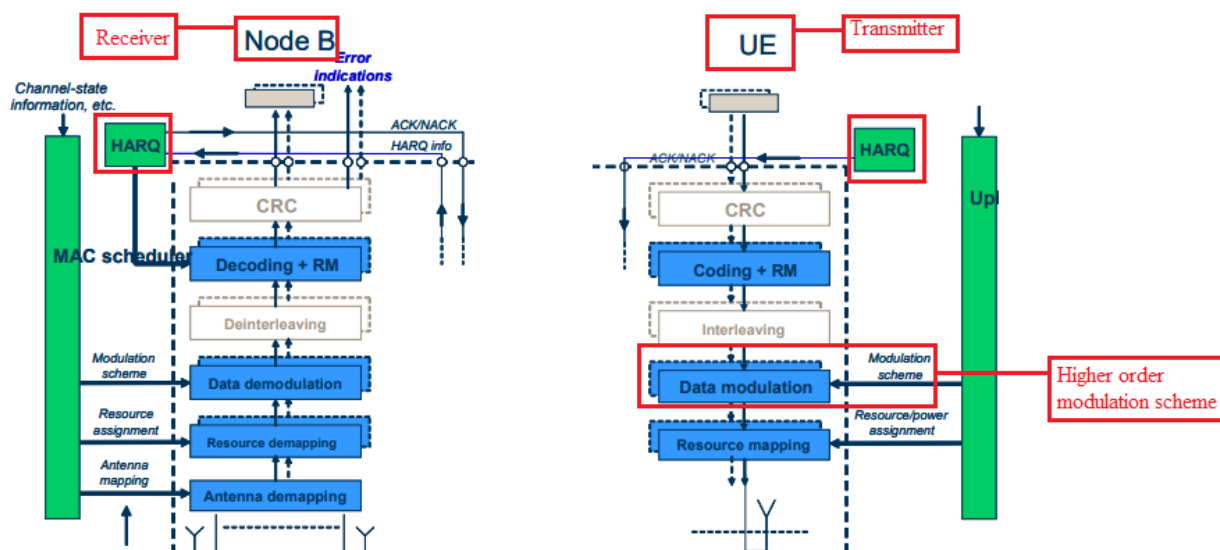 Receiver
Node B
Error
indications
Channel-state
information, etc.
HARQ
ACK/NACK
HARQ info
CRC
MAC scheduler
Decoding + RM
Deinterleaving
Modulation
scheme
Data demodulation
Resource
assignment
Resource demapping
Antenna
mapping
Antenna demapping
UE
Transmitter
ACK/NACK
HARQ
CRC
Upl
Coding + RM
Interleaving
Data modulation
Modulation
scheme
Higher order
modulation scheme
Resource mapping
Resource/power
assignment